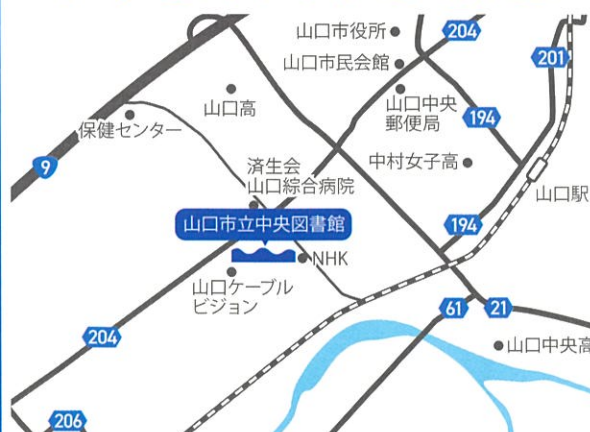 山口市役所
204
山口市民会館
201
山口高
山口中央
郵便局
194
保健センター
9
済生会
山口綜合病院
中村女子高
山口駅
山口市立中央図書館
194
NHK
山口ケーブル
ビジョン
61
21
204
山口中央高
206